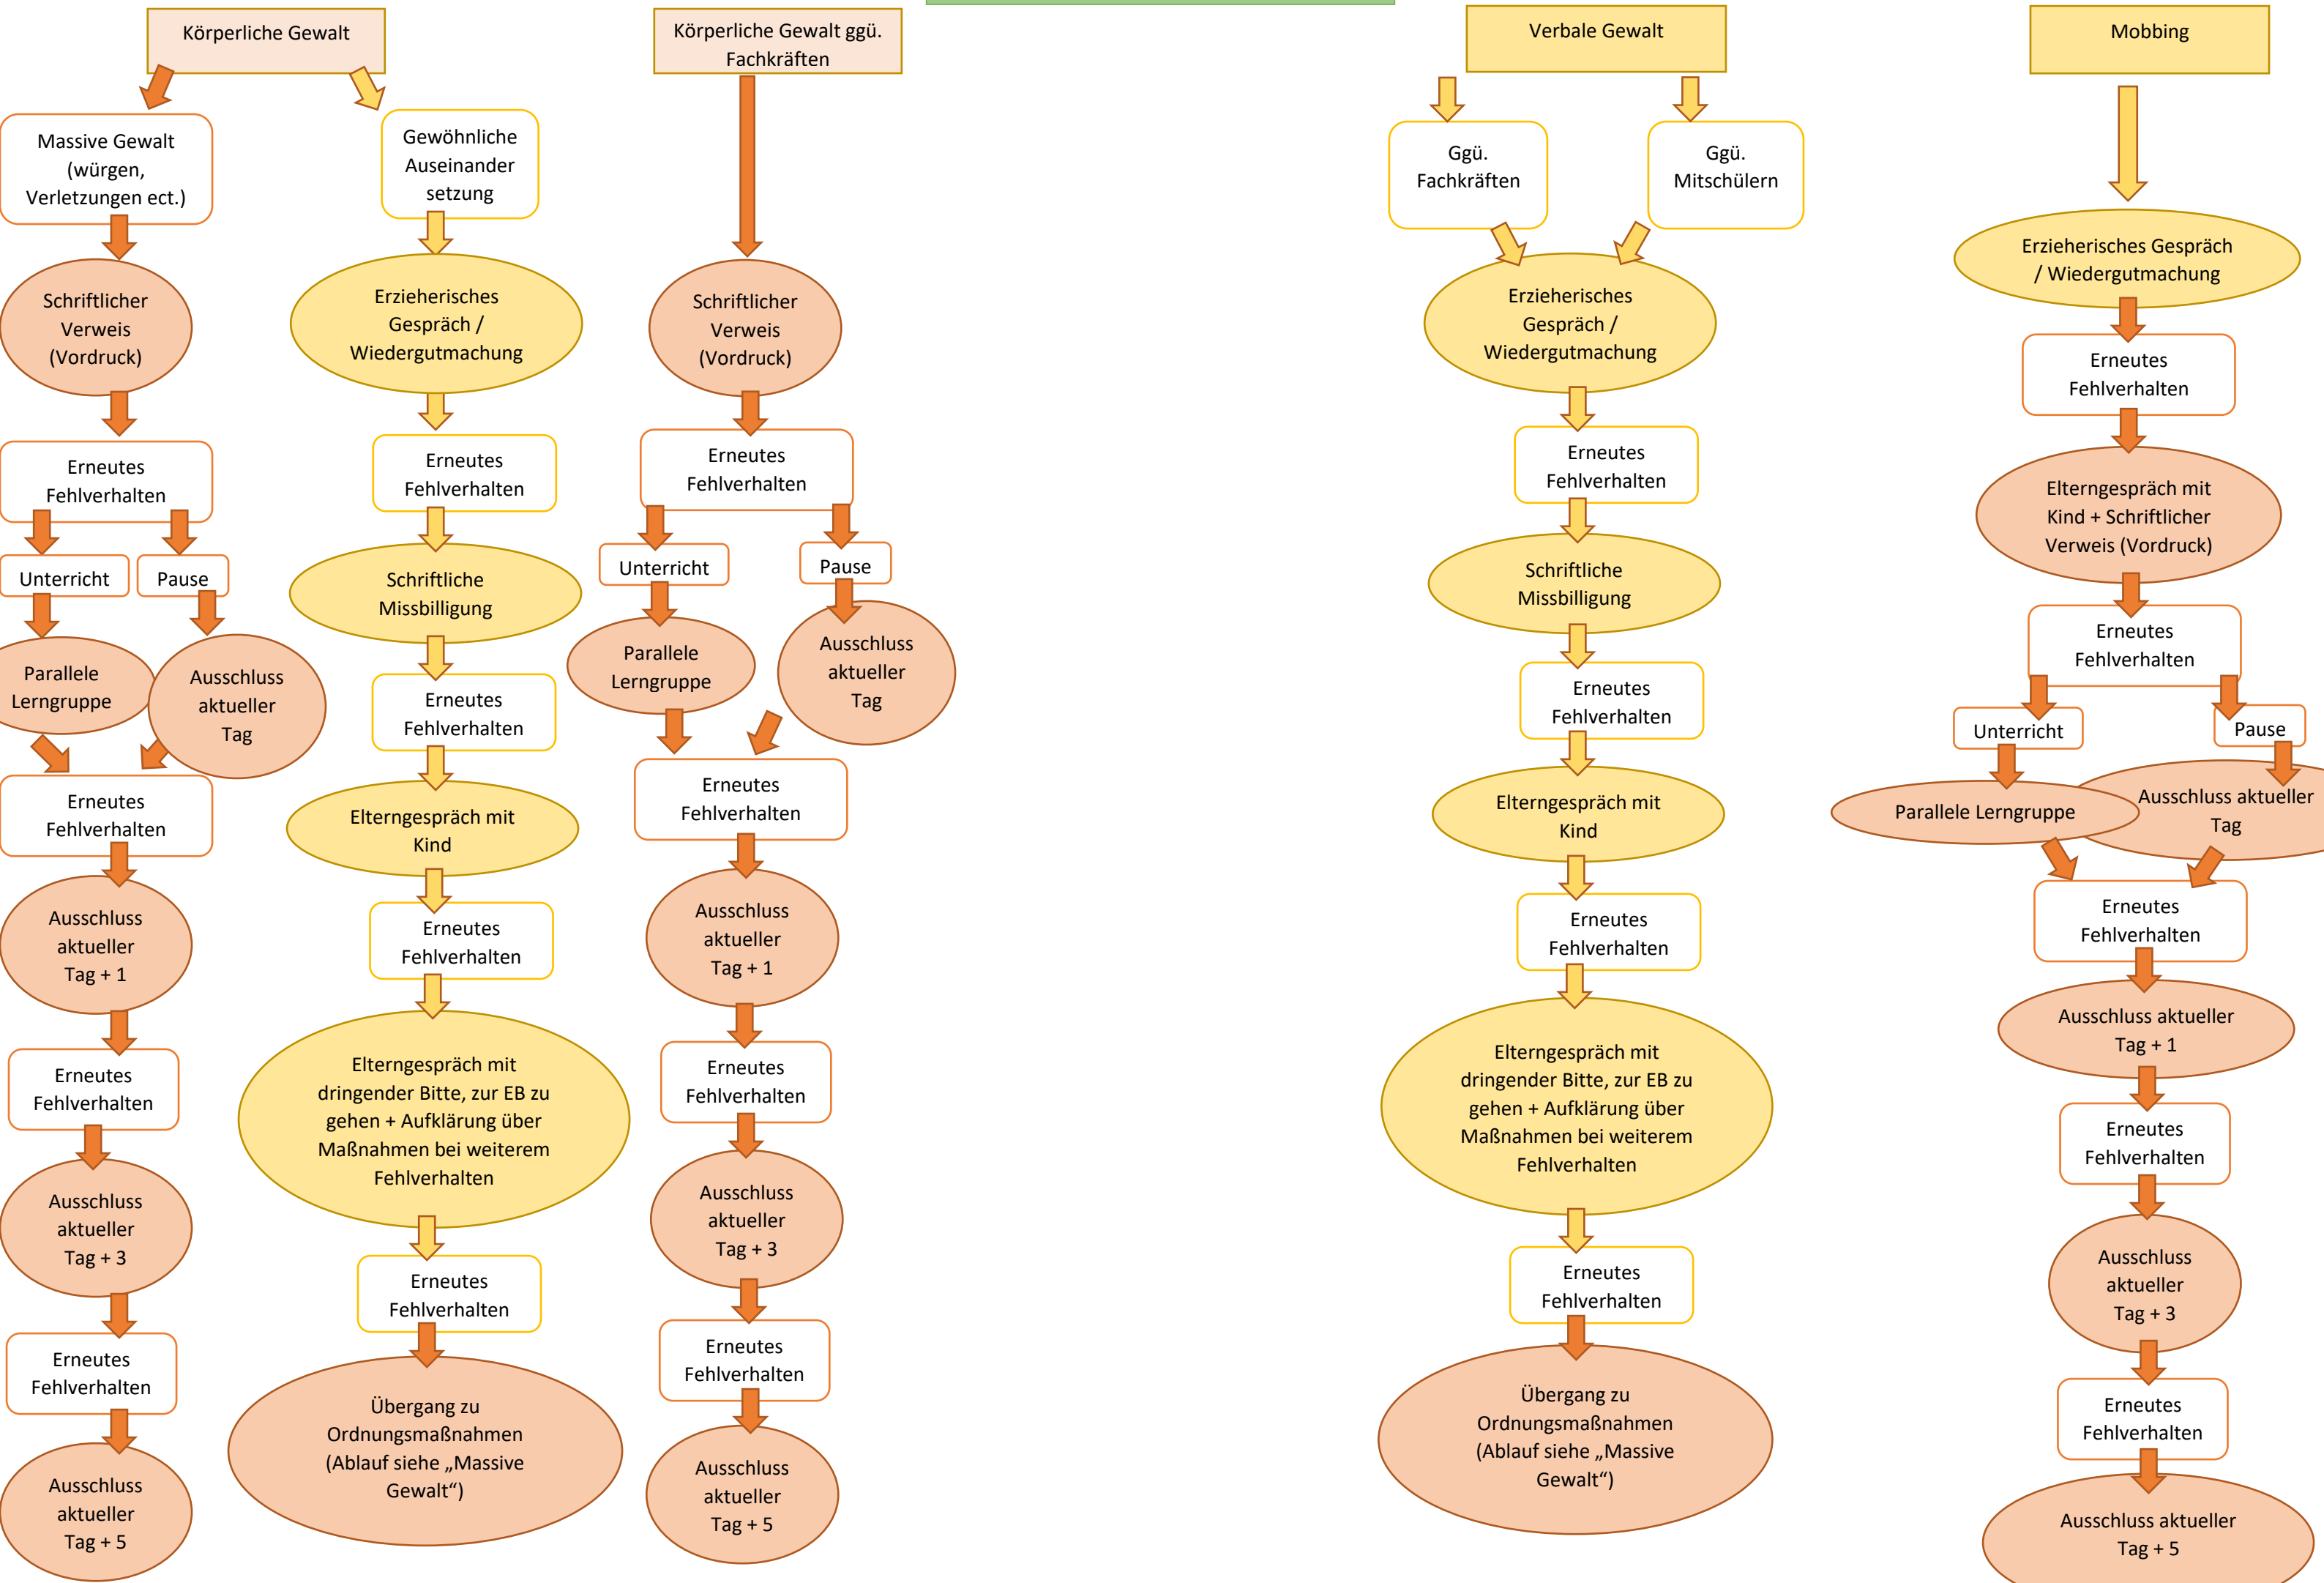 Körperliche Gewalt
Massive Gewalt
(würgen,
Verletzungen ect.)
Schriftlicher
Verweis
(Vordruck)
Erneutes
Fehlverhalten
Unterricht
Pause
Parallele
Lerngruppe
Ausschluss
aktueller
Tag
Erneutes
Fehlverhalten
Ausschluss
aktueller
Tag + 1
Erneutes
Fehlverhalten
Ausschluss
aktueller
Tag + 3
Erneutes
Fehlverhalten
Ausschluss
aktueller
Tag + 5
Gewöhnliche
Auseinander
setzung
Erzieherisches
Gespräch /
Wiedergutmachung
Erneutes
Fehlverhalten
Schriftliche
Missbilligung
Erneutes
Fehlverhalten
Elterngespräch mit
Kind
Erneutes
Fehlverhalten
Elterngespräch mit
dringender Bitte, zur EB zu
gehen + Aufklärung über
Maßnahmen bei weiterem
Fehlverhalten
Erneutes
Fehlverhalten
Übergang zu
Ordnungsmaßnahmen
(Ablauf siehe „Massive
Gewalt“)
Körperliche Gewalt ggü.
Fachkräften
Schriftlicher
Verweis
(Vordruck)
Erneutes
Fehlverhalten
Unterricht
Pause
Parallele
Lerngruppe
Ausschluss
aktueller
Tag
Erneutes
Fehlverhalten
Ausschluss
aktueller
Tag + 1
Erneutes
Fehlverhalten
Ausschluss
aktueller
Tag + 3
Erneutes
Fehlverhalten
Ausschluss
aktueller
Tag + 5
Verbale Gewalt
Ggü.
Fachkräften
Ggü.
Mitschülern
Erzieherisches
Gespräch /
Wiedergutmachung
Erneutes
Fehlverhalten
Schriftliche
Missbilligung
Erneutes
Fehlverhalten
Elterngespräch mit
Kind
Erneutes
Fehlverhalten
Elterngespräch mit
dringender Bitte, zur EB zu
gehen + Aufklärung über
Maßnahmen bei weiterem
Fehlverhalten
Erneutes
Fehlverhalten
Übergang zu
Ordnungsmaßnahmen
(Ablauf siehe „Massive
Gewalt“)
Mobbing
Erzieherisches Gespräch
/ Wiedergutmachung
Erneutes
Fehlverhalten
Elterngespräch mit
Kind + Schriftlicher
Verweis (Vordruck)
Erneutes
Fehlverhalten
Unterricht
Pause
Parallele Lerngruppe
Ausschluss aktueller
Tag
Erneutes
Fehlverhalten
Ausschluss aktueller
Tag + 1
Erneutes
Fehlverhalten
Ausschluss
aktueller
Tag + 3
Erneutes
Fehlverhalten
Ausschluss aktueller
Tag + 5